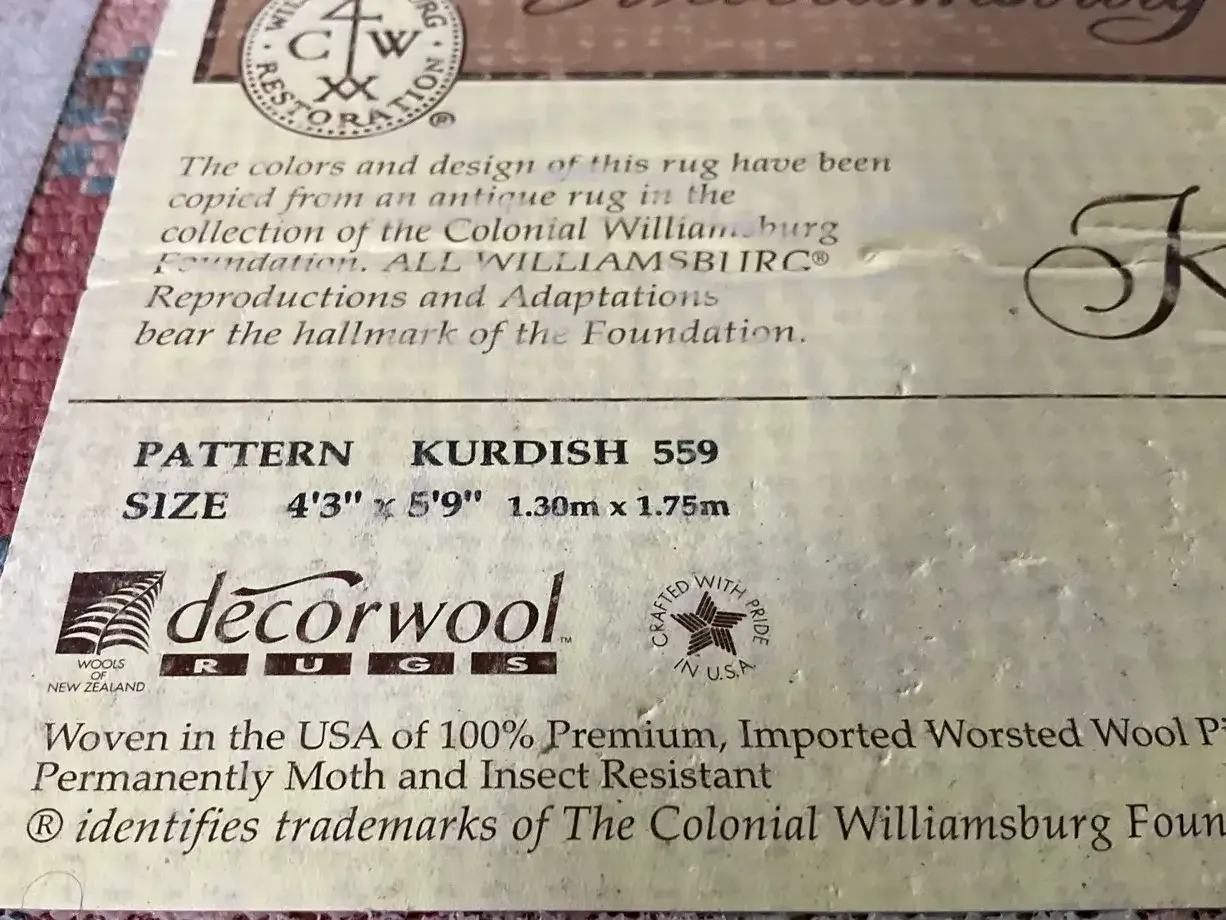 Williamsburg
C W
RESTORATION ®
The colors and design of this rug have been
copied from an antique rug in the
collection of the Colonial Williamsburg
Foundation. ALL WILLIAMSBURG®
Reproductions and Adaptations
bear the hallmark of the Foundation.
K
PATTERN KURDISH 559
SIZE 4'3" x 5'9" 1.30m x 1.75m
décorwool™
RUGS
WOOLS
OF
NEW ZEALAND
CRAFTED WITH PRIDE
IN U.S.A
Woven in the USA of 100% Premium, Imported Worsted Wool
Permanently Moth and Insect Resistant
® identifies trademarks of The Colonial Williamsburg Foun